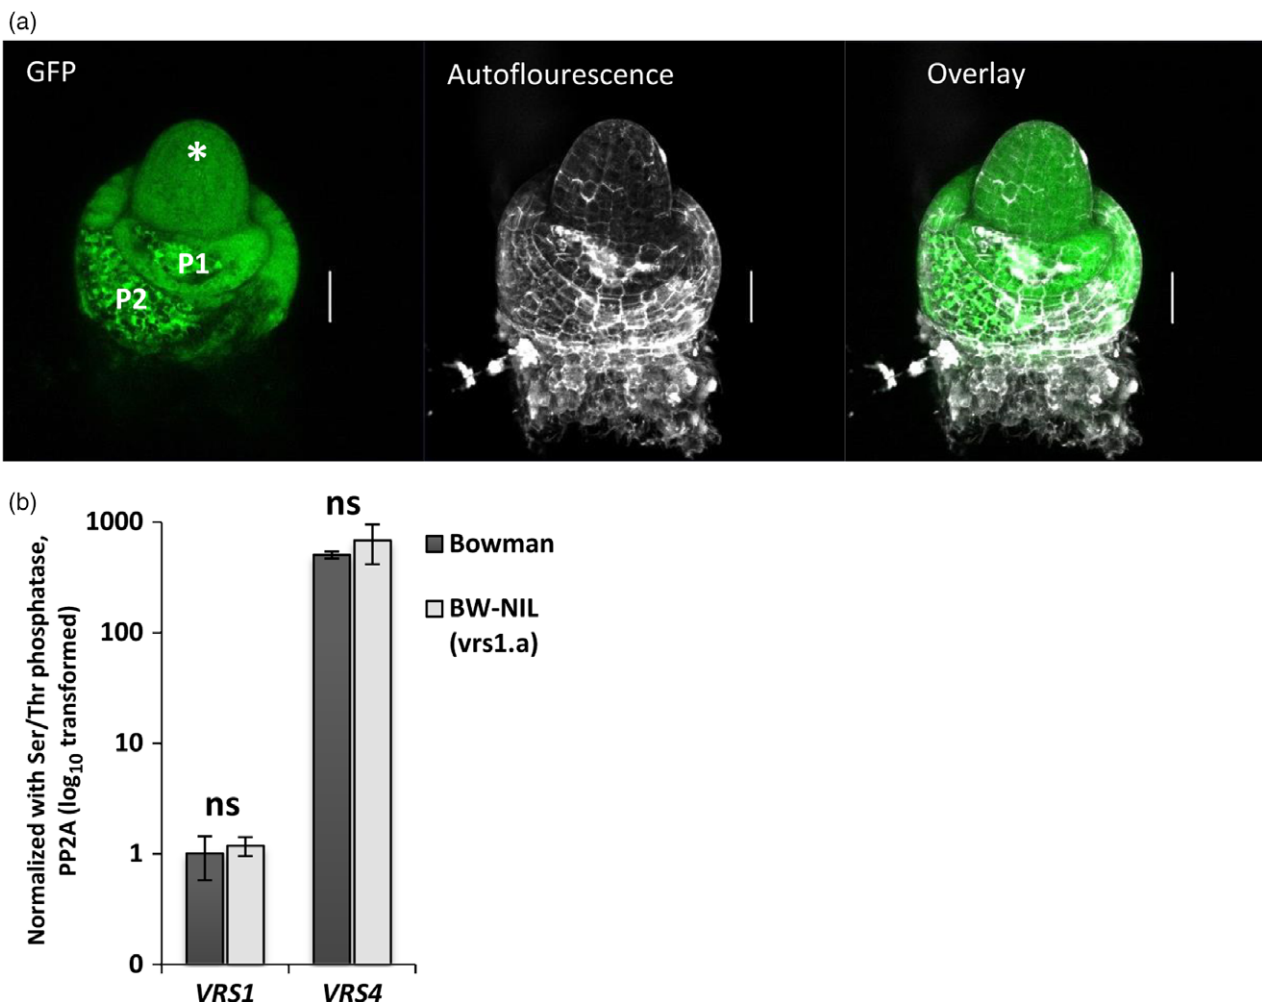 (a)
GFP
Autoflourescence
Overlay
*
P1
P2
(b)
Normalized with Ser/Thr phosphatase,
PP2A (log10 transformed)
1000
100
10
1
0
ns
ns
VRS1
VRS4
Bowman
BW-NIL
(vrs1.a)